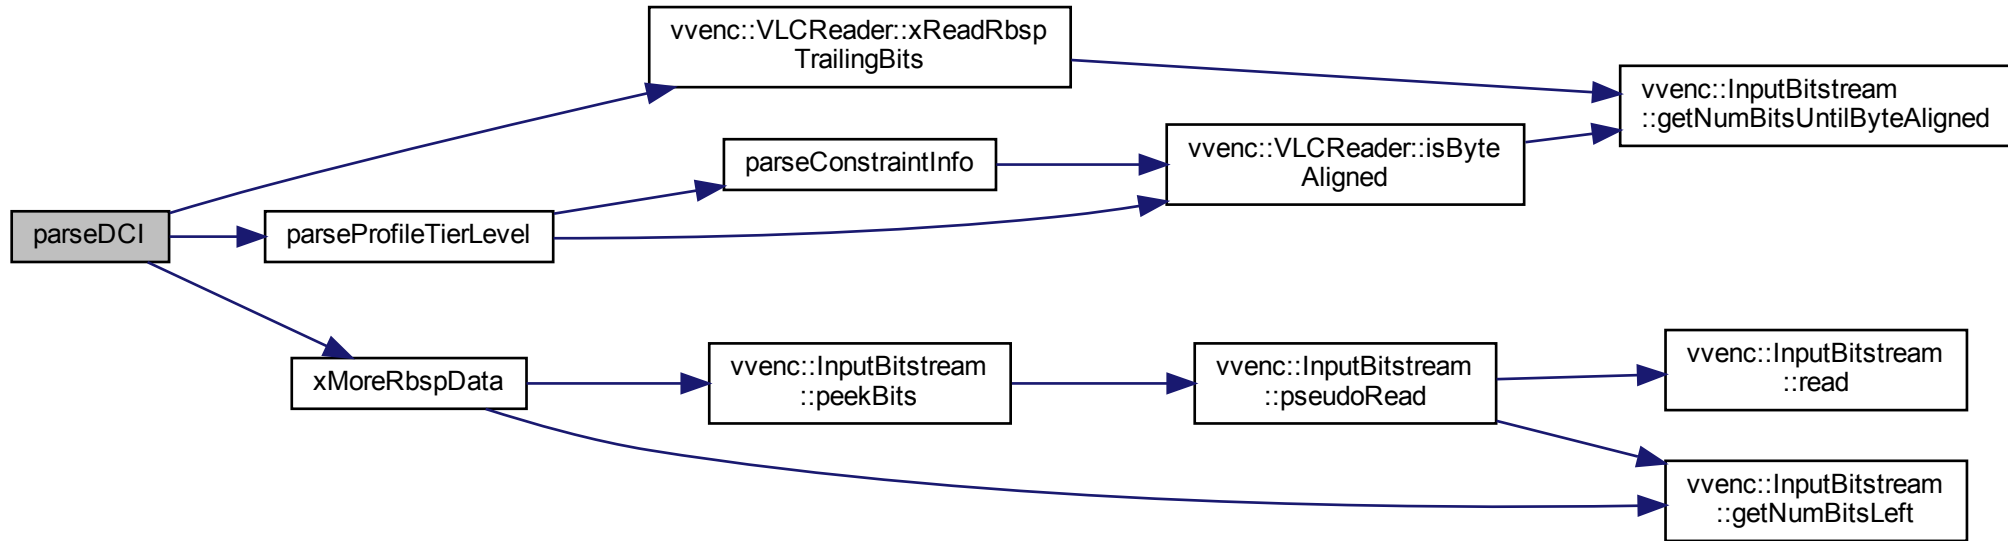 vvenc::VLCReader::xReadRbsp
TrailingBits
vvenc::InputBitstream
::getNumBitsUntilByteAligned
parseConstraintInfo
vvenc::VLCReader::isByte
Aligned
parseDCI
parseProfileTierLevel
xMoreRbspData
vvenc::InputBitstream
::peekBits
vvenc::InputBitstream
::pseudoRead
vvenc::InputBitstream
::read
vvenc::InputBitstream
::getNumBitsLeft